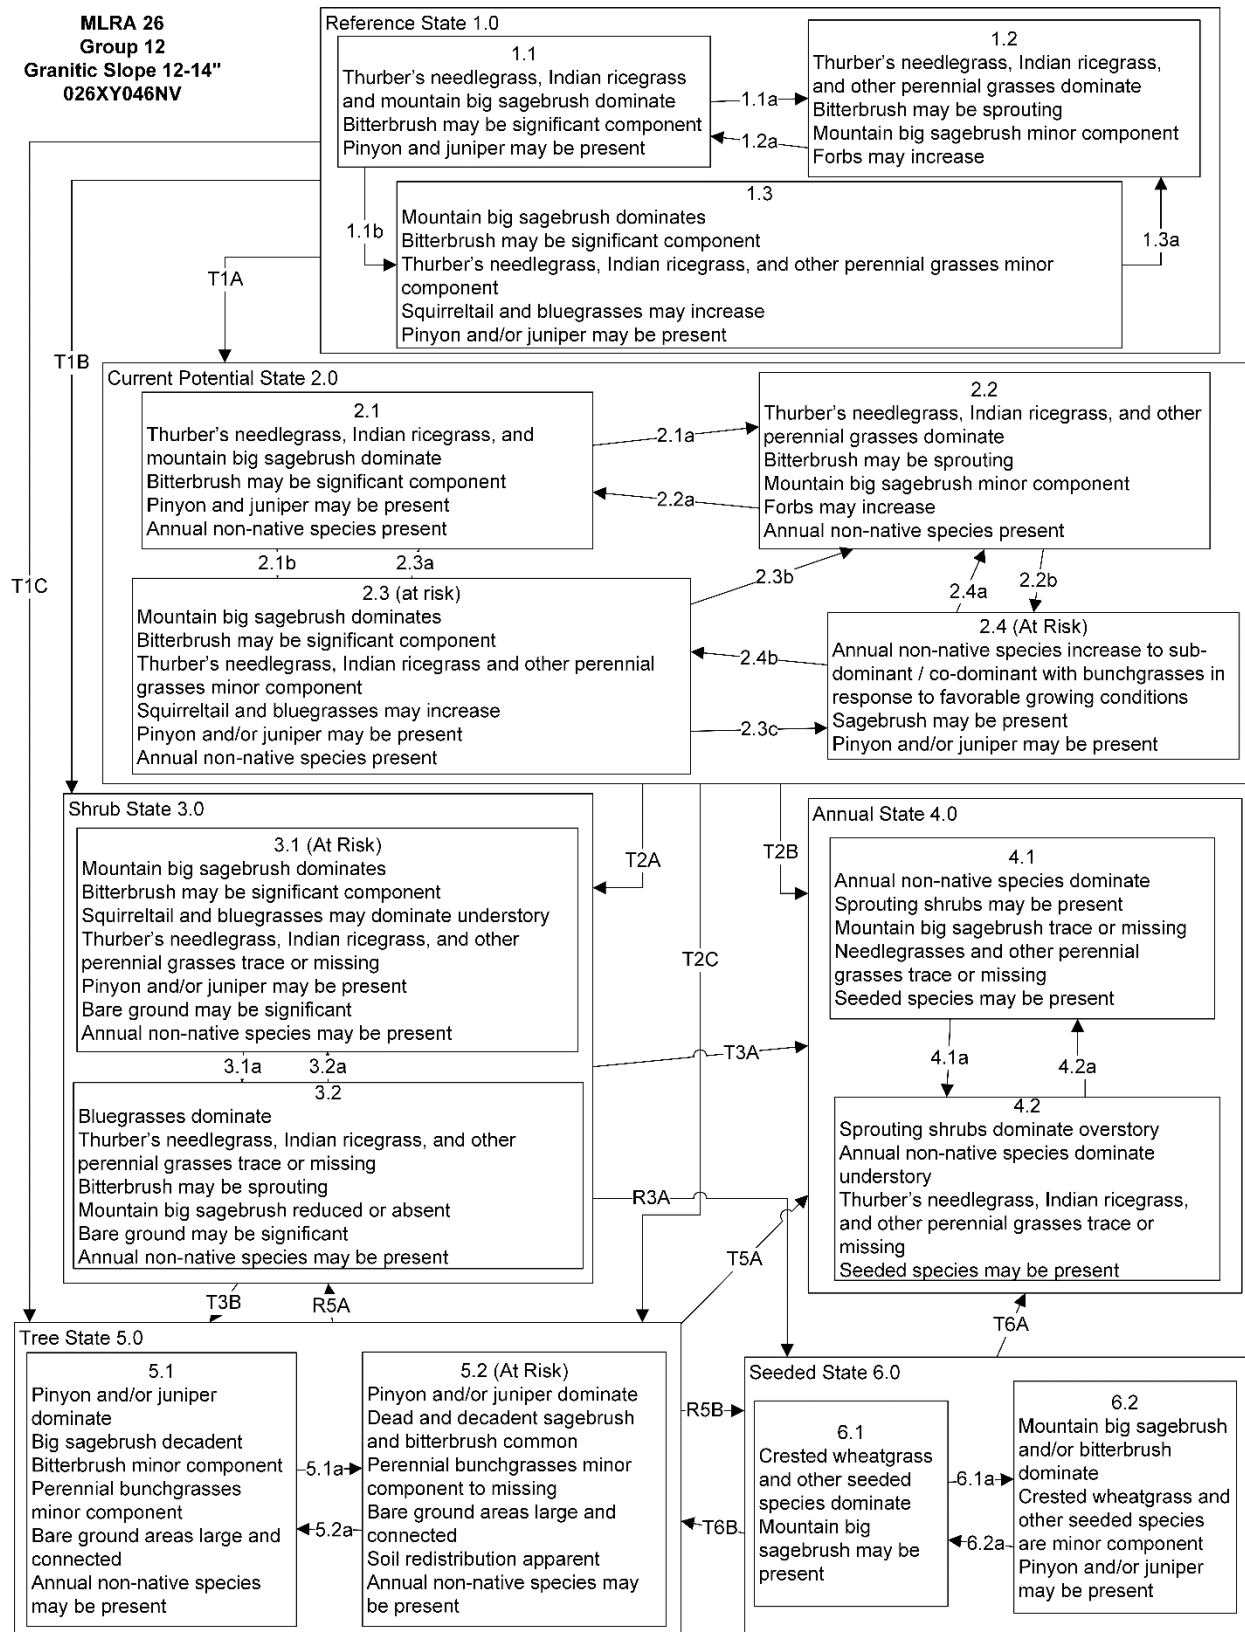 MLRA 26
Group 12
Granitic Slope 12-14"
026XY046NV
Reference State 1.0
1.1
Thurber's needlegrass, Indian ricegrass
and mountain big sagebrush dominate
Bitterbrush may be significant component
Pinyon and juniper may be present
1.1a
1.2a
1.2
Thurber's needlegrass, Indian ricegrass,
and other perennial grasses dominate
Bitterbrush may be sprouting
Mountain big sagebrush minor component
Forbs may increase
1.1b
1.3
Mountain big sagebrush dominates
Bitterbrush may be significant component
Thurber's needlegrass, Indian ricegrass, and other perennial grasses minor
component
Squirreltail and bluegrasses may increase
Pinyon and/or juniper may be present
1.3a
T1A
T1B
T1C
Current Potential State 2.0
2.1
Thurber's needlegrass, Indian ricegrass, and
mountain big sagebrush dominate
Bitterbrush may be significant component
Pinyon and juniper may be present
Annual non-native species present
2.1a
2.2a
2.2
Thurber's needlegrass, Indian ricegrass, and other
perennial grasses dominate
Bitterbrush may be sprouting
Mountain big sagebrush minor component
Forbs may increase
Annual non-native species present
2.1b
2.3a
2.3b
2.4a
2.2b
2.3 (at risk)
Mountain big sagebrush dominates
Bitterbrush may be significant component
Thurber's needlegrass, Indian ricegrass and other perennial
grasses minor component
Squirreltail and bluegrasses may increase
Pinyon and/or juniper may be present
Annual non-native species present
2.4b
2.3c
2.4 (At Risk)
Annual non-native species increase to sub-
dominant / co-dominant with bunchgrasses in
response to favorable growing conditions
Sagebrush may be present
Pinyon and/or juniper may be present
T2A
T2B
T2C
Shrub State 3.0
3.1 (At Risk)
Mountain big sagebrush dominates
Bitterbrush may be significant component
Squirreltail and bluegrasses may dominate understory
Thurber's needlegrass, Indian ricegrass, and other
perennial grasses trace or missing
Pinyon and/or juniper may be present
Bare ground may be significant
Annual non-native species may be present
3.1a
3.2a
3.2
Bluegrasses dominate
Thurber's needlegrass, Indian ricegrass, and other
perennial grasses trace or missing
Bitterbrush may be sprouting
Mountain big sagebrush reduced or absent
Bare ground may be significant
Annual non-native species may be present
T3A
R3A
Annual State 4.0
4.1
Annual non-native species dominate
Sprouting shrubs may be present
Mountain big sagebrush trace or missing
Needlegrasses and other perennial
grasses trace or missing
Seeded species may be present
4.1a
4.2a
4.2
Sprouting shrubs dominate overstory
Annual non-native species dominate
understory
Thurber's needlegrass, Indian ricegrass,
and other perennial grasses trace or
missing
Seeded species may be present
T3B
R5A
T5A
T6A
Tree State 5.0
5.1
Pinyon and/or juniper
dominate
Big sagebrush decadent
Bitterbrush minor component
Perennial bunchgrasses
minor component
Bare ground areas large and
connected
Annual non-native species
may be present
5.1a
5.2a
5.2 (At Risk)
Pinyon and/or juniper dominate
Dead and decadent sagebrush
and bitterbrush common
Perennial bunchgrasses minor
component to missing
Bare ground areas large and
connected
Soil redistribution apparent
Annual non-native species may
be present
R5B
T6B
Seeded State 6.0
6.1
Crested wheatgrass
and other seeded
species dominate
Mountain big
sagebrush may be
present
6.1a
6.2a
6.2
Mountain big sagebrush
and/or bitterbrush
dominate
Crested wheatgrass and
other seeded species
are minor component
Pinyon and/or juniper
may be present